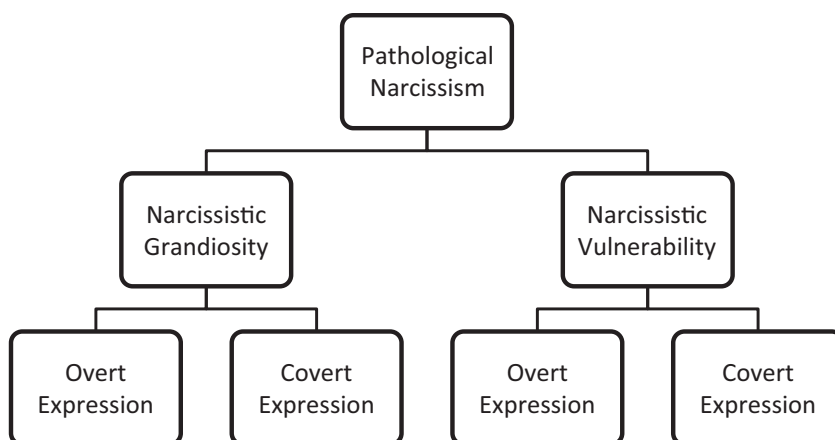 Pathological
Narcissism
Narcissistic
Grandiosity
Narcissistic
Vulnerability
Overt
Expression
Covert
Expression
Overt
Expression
Covert
Expression